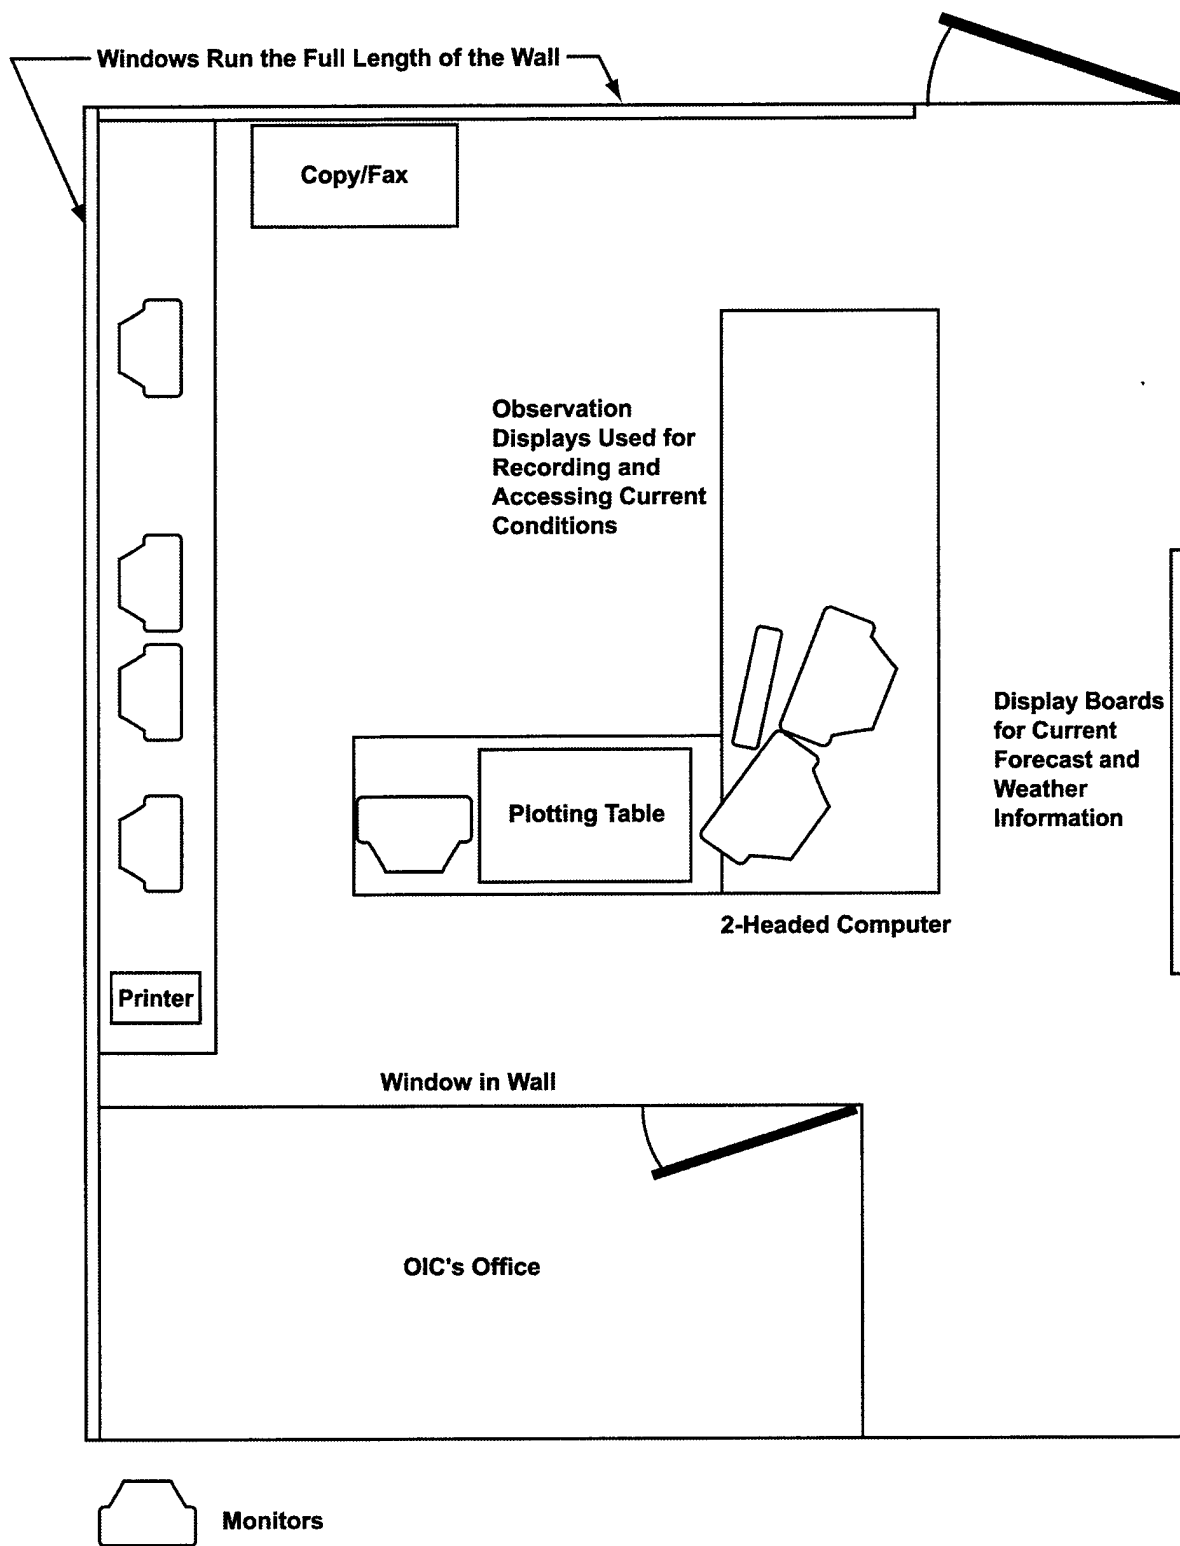 Windows Run the Full Length of the Wall
Copy/Fax
Observation
Displays Used for
Recording and
Accessing Current
Conditions
Display Boards
for Current
Forecast and
Weather
Information
Plotting Table
2-Headed Computer
Printer
Window in Wall
OIC's Office
Monitors